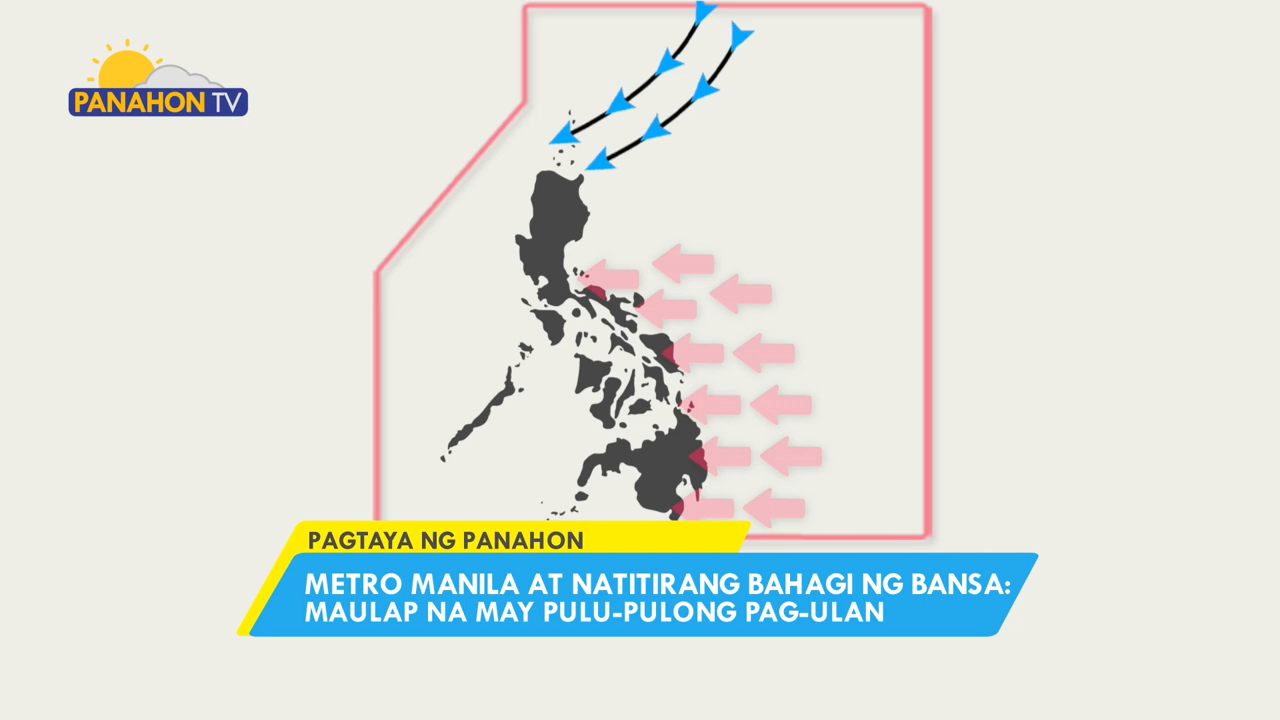 PANAHON TV
PAGTAYA NG PANAHON
METRO MANILA AT NATITIRANG BAHAGI NG BANSA:
MAULAP NA MAY PULU-PULONG PAG-ULAN